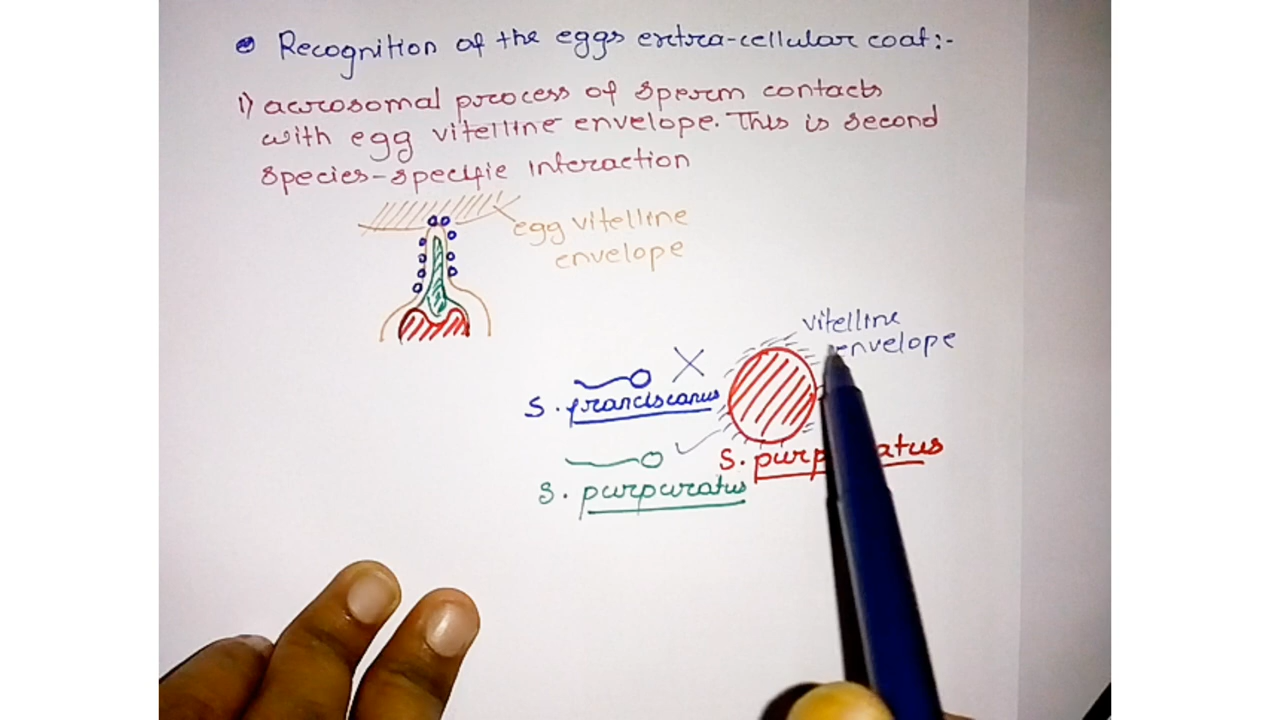 Recognition of the eggs extra-cellular coat:-
1) acrosomal process of sperm contacts
with egg vitelline envelope. This is second
species-specific interaction
egg vitelline
envelope
vitelline
envelope
S. franciscanus
S. purpuratus